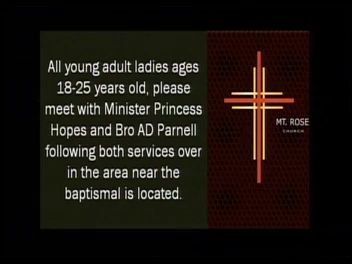 All young adult ladies ages
18-25 years old, please
meet with Minister Princess
Hopes and Bro AD Parnell
following both services over
in the area near the
baptismal is located.
MT. ROSE
CHURCH